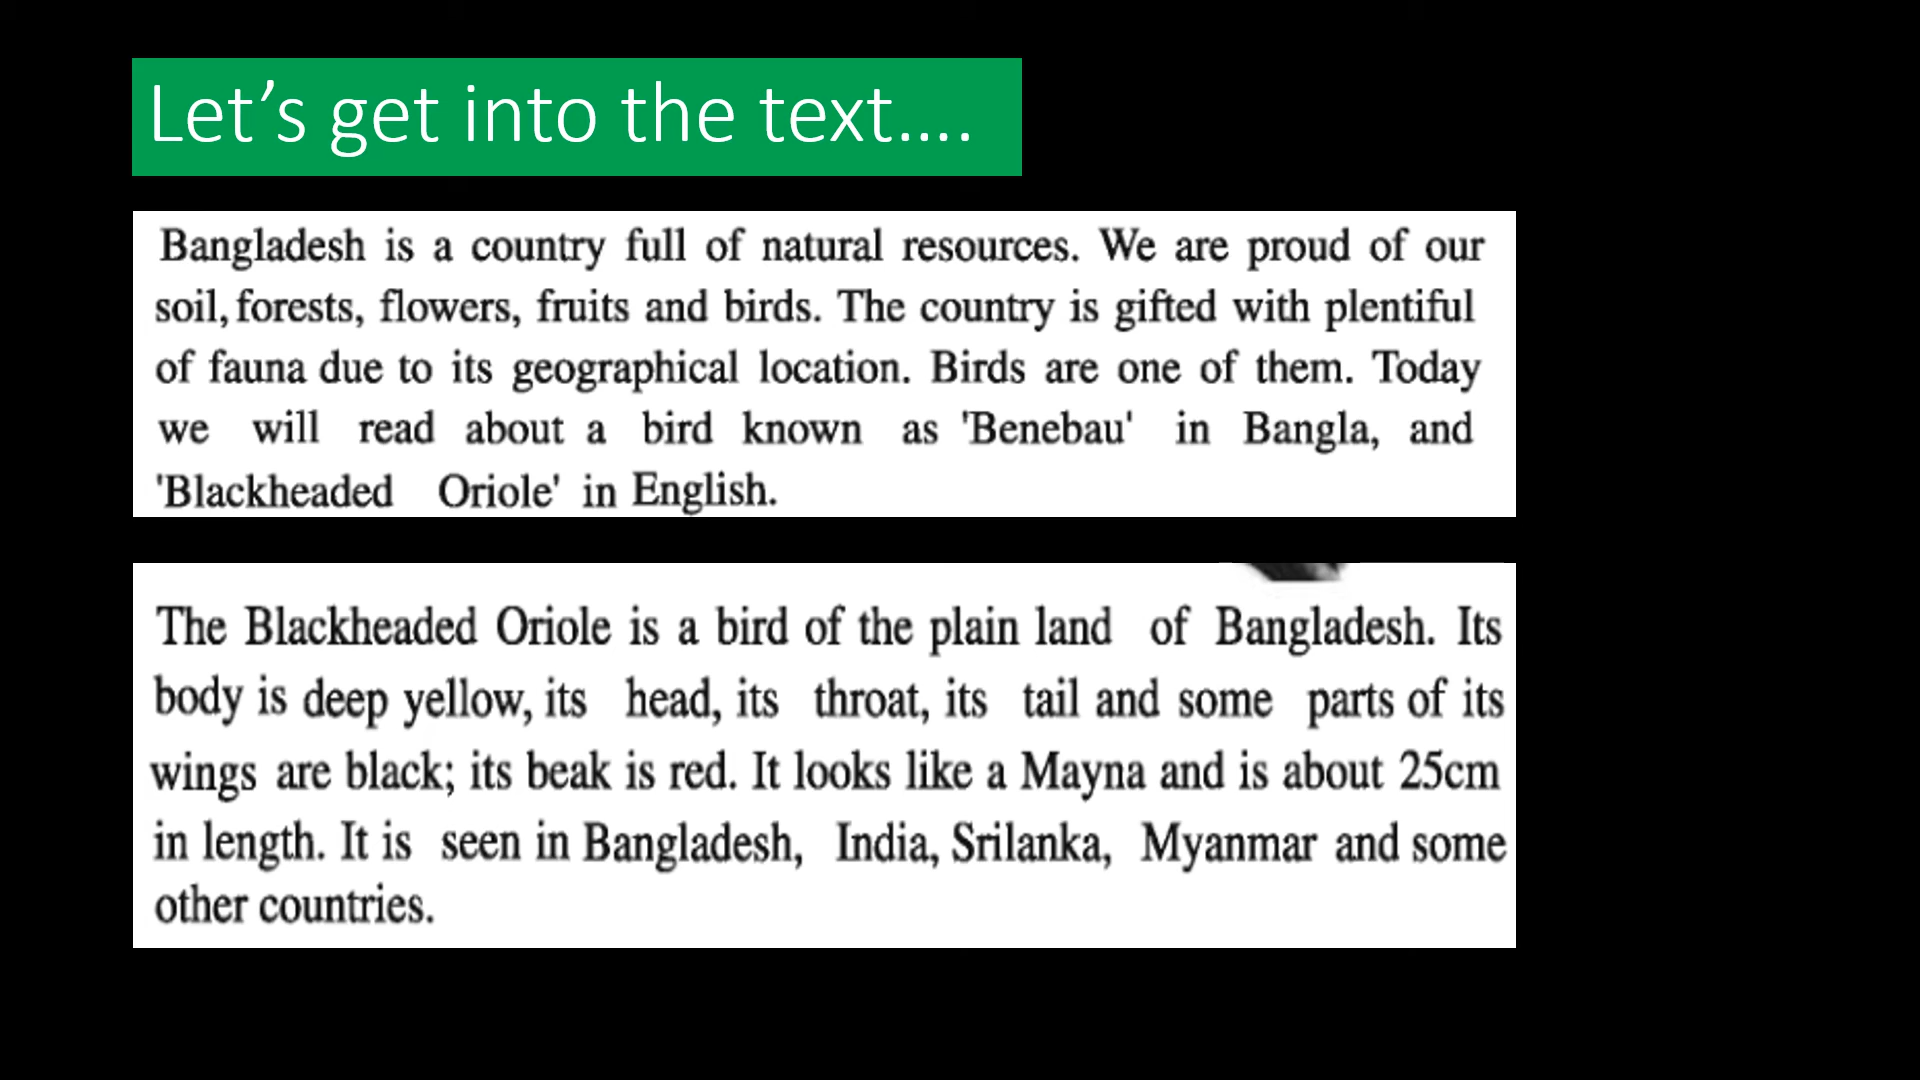 Let’s get into the text....
Bangladesh is a country full of natural resources. We are proud of our
soil, forests, flowers, fruits and birds. The country is gifted with plentiful
of fauna due to its geographical location. Birds are one of them. Today
we will read about a bird known as 'Benebau' in Bangla, and
'Blackheaded Oriole' in English.
The Blackheaded Oriole is a bird of the plain land of Bangladesh. Its
body is deep yellow, its head, its throat, its tail and some parts of its
wings are black; its beak is red. It looks like a Mayna and is about 25cm
in length. It is seen in Bangladesh, India, Srilanka, Myanmar and some
other countries.